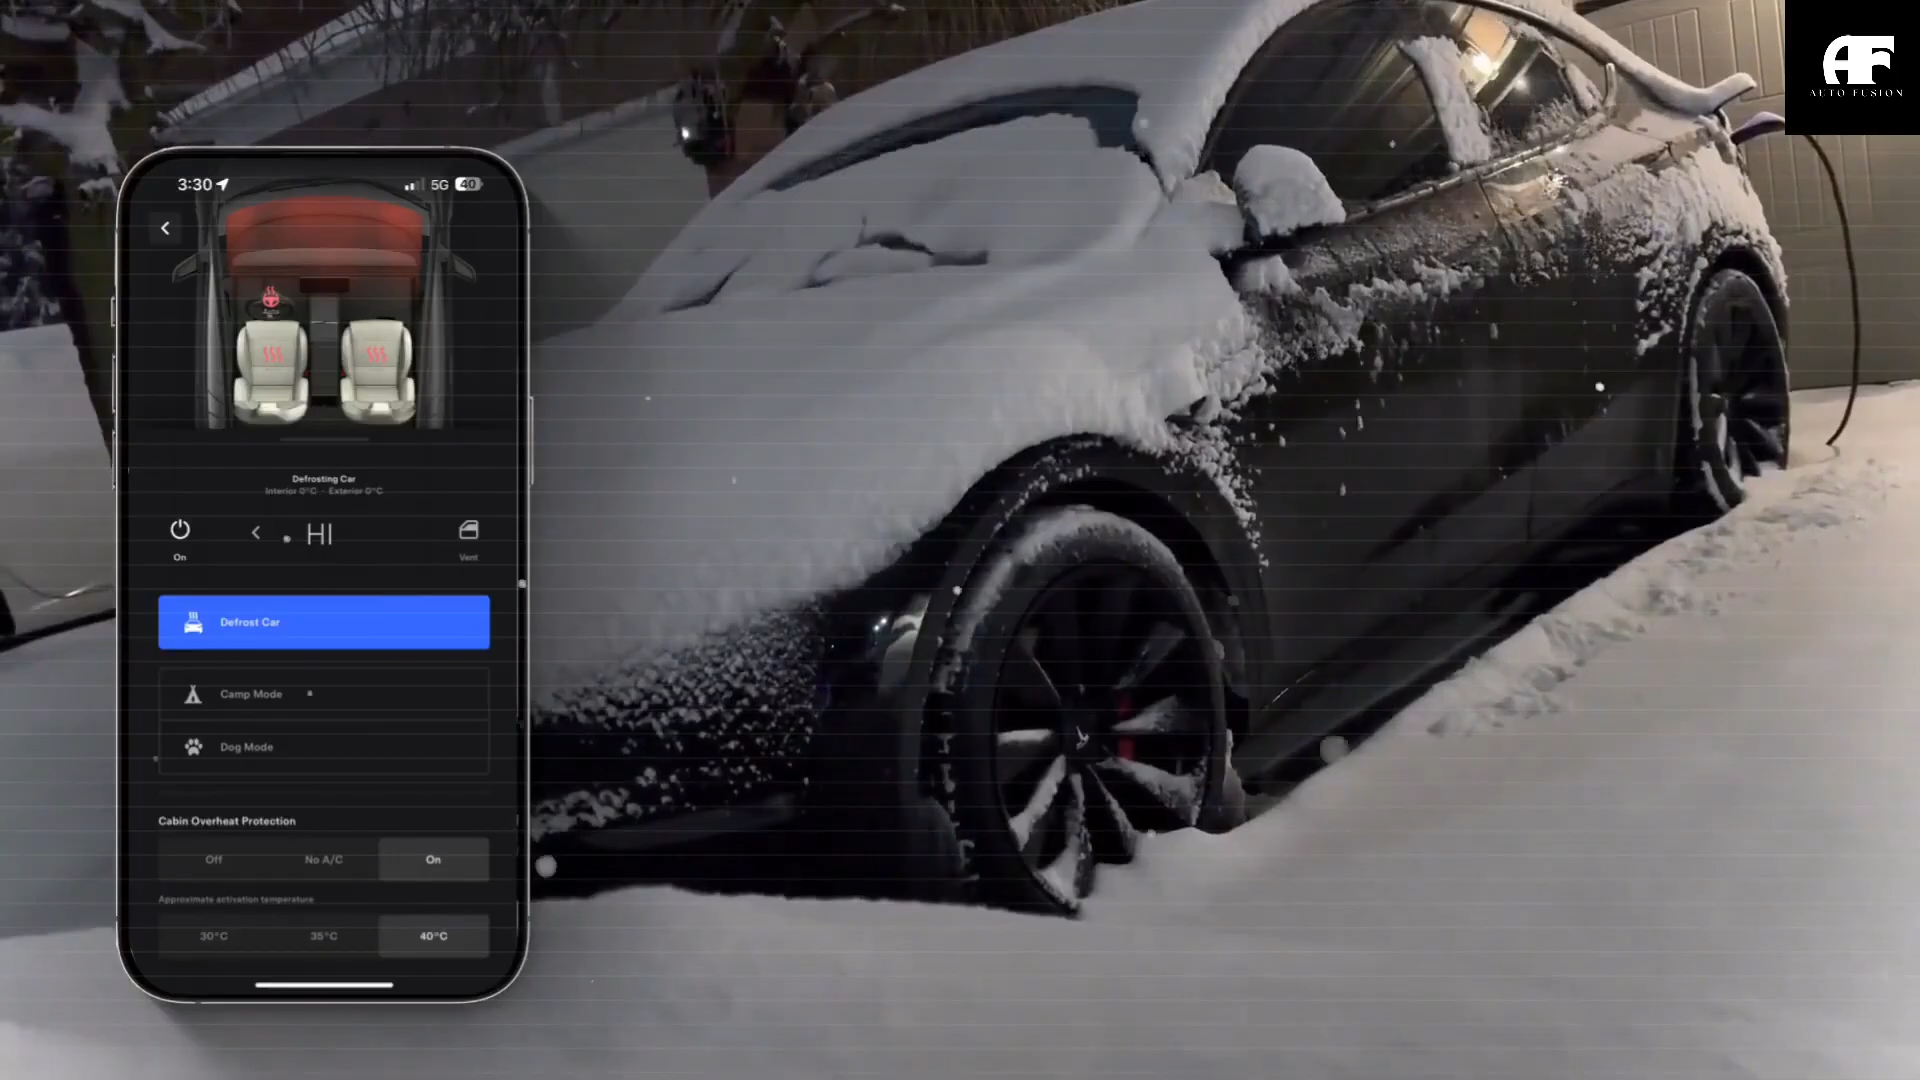 AF
AUTO FUSION
3:30
5G
40
Defrosting Car
Interior 0°C · Exterior 0°C
HI
On
Vent
Defrost Car
Camp Mode
Dog Mode
Cabin Overheat Protection
Off No A/C On
Approximate activation temperature
30°C 35°C 40°C